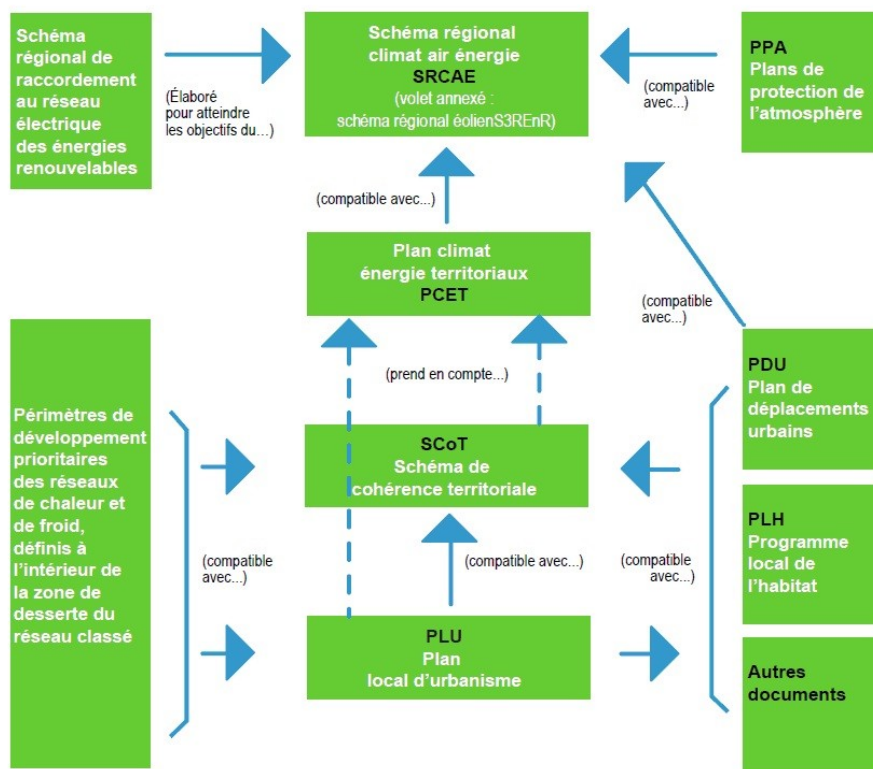 Schéma
régional de
raccordement
au réseau
électrique
des énergies
renouvelables
(Élaboré
pour atteindre
les objectifs du...)
Schéma régional
climat air énergie
SRCAE
(volet annexé :
schéma régional éolienS3REnR)
(compatible
avec...)
PPA
Plans de
protection de
l'atmosphère
(compatible avec...)
Plan climat
énergie territoriaux
PCET
(compatible
avec...)
(prend en compte...)
Périmètres de
développement
prioritaires
des réseaux
de chaleur et
de froid,
définis à
l'intérieur de
la zone de
desserte du
réseau classé
(compatible
avec...)
SCoT
Schéma de
cohérence territoriale
(compatible avec...)
(compatible
avec...)
PLU
Plan
local d'urbanisme
PDU
Plan de
déplacements
urbains
PLH
Programme
local de
l'habitat
Autres
documents